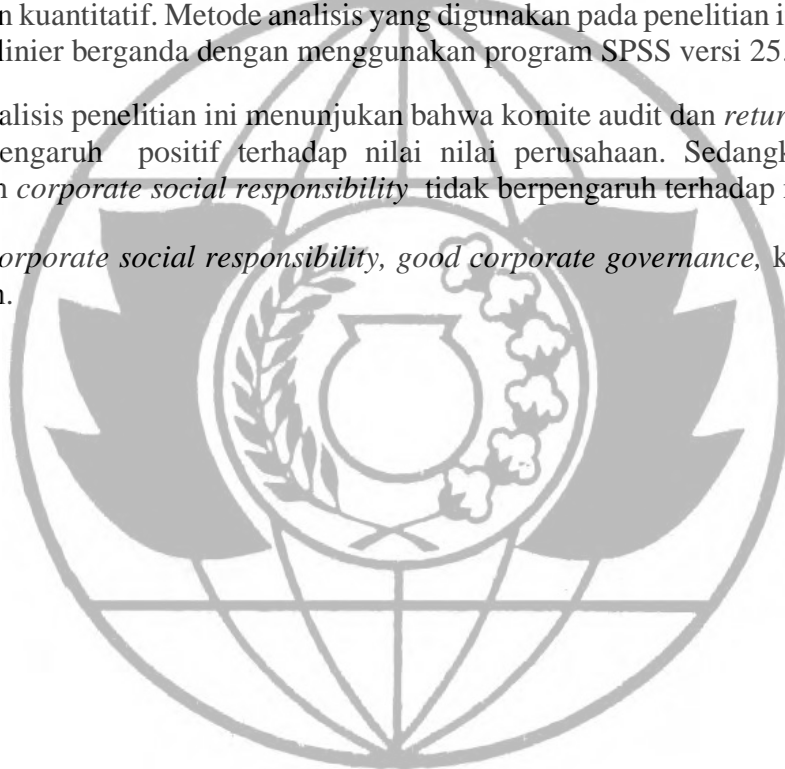 n kuantitatif. Metode analisis yang digunakan pada penelitian i
linier berganda dengan menggunakan program SPSS versi 25.
alisis penelitian ini menunjukan bahwa komite audit dan retur
engaruh positif terhadap nilai nilai perusahaan. Sedangk
n corporate social responsibility tidak berpengaruh terhadap
orporate social responsibility, good corporate governance, k
n.